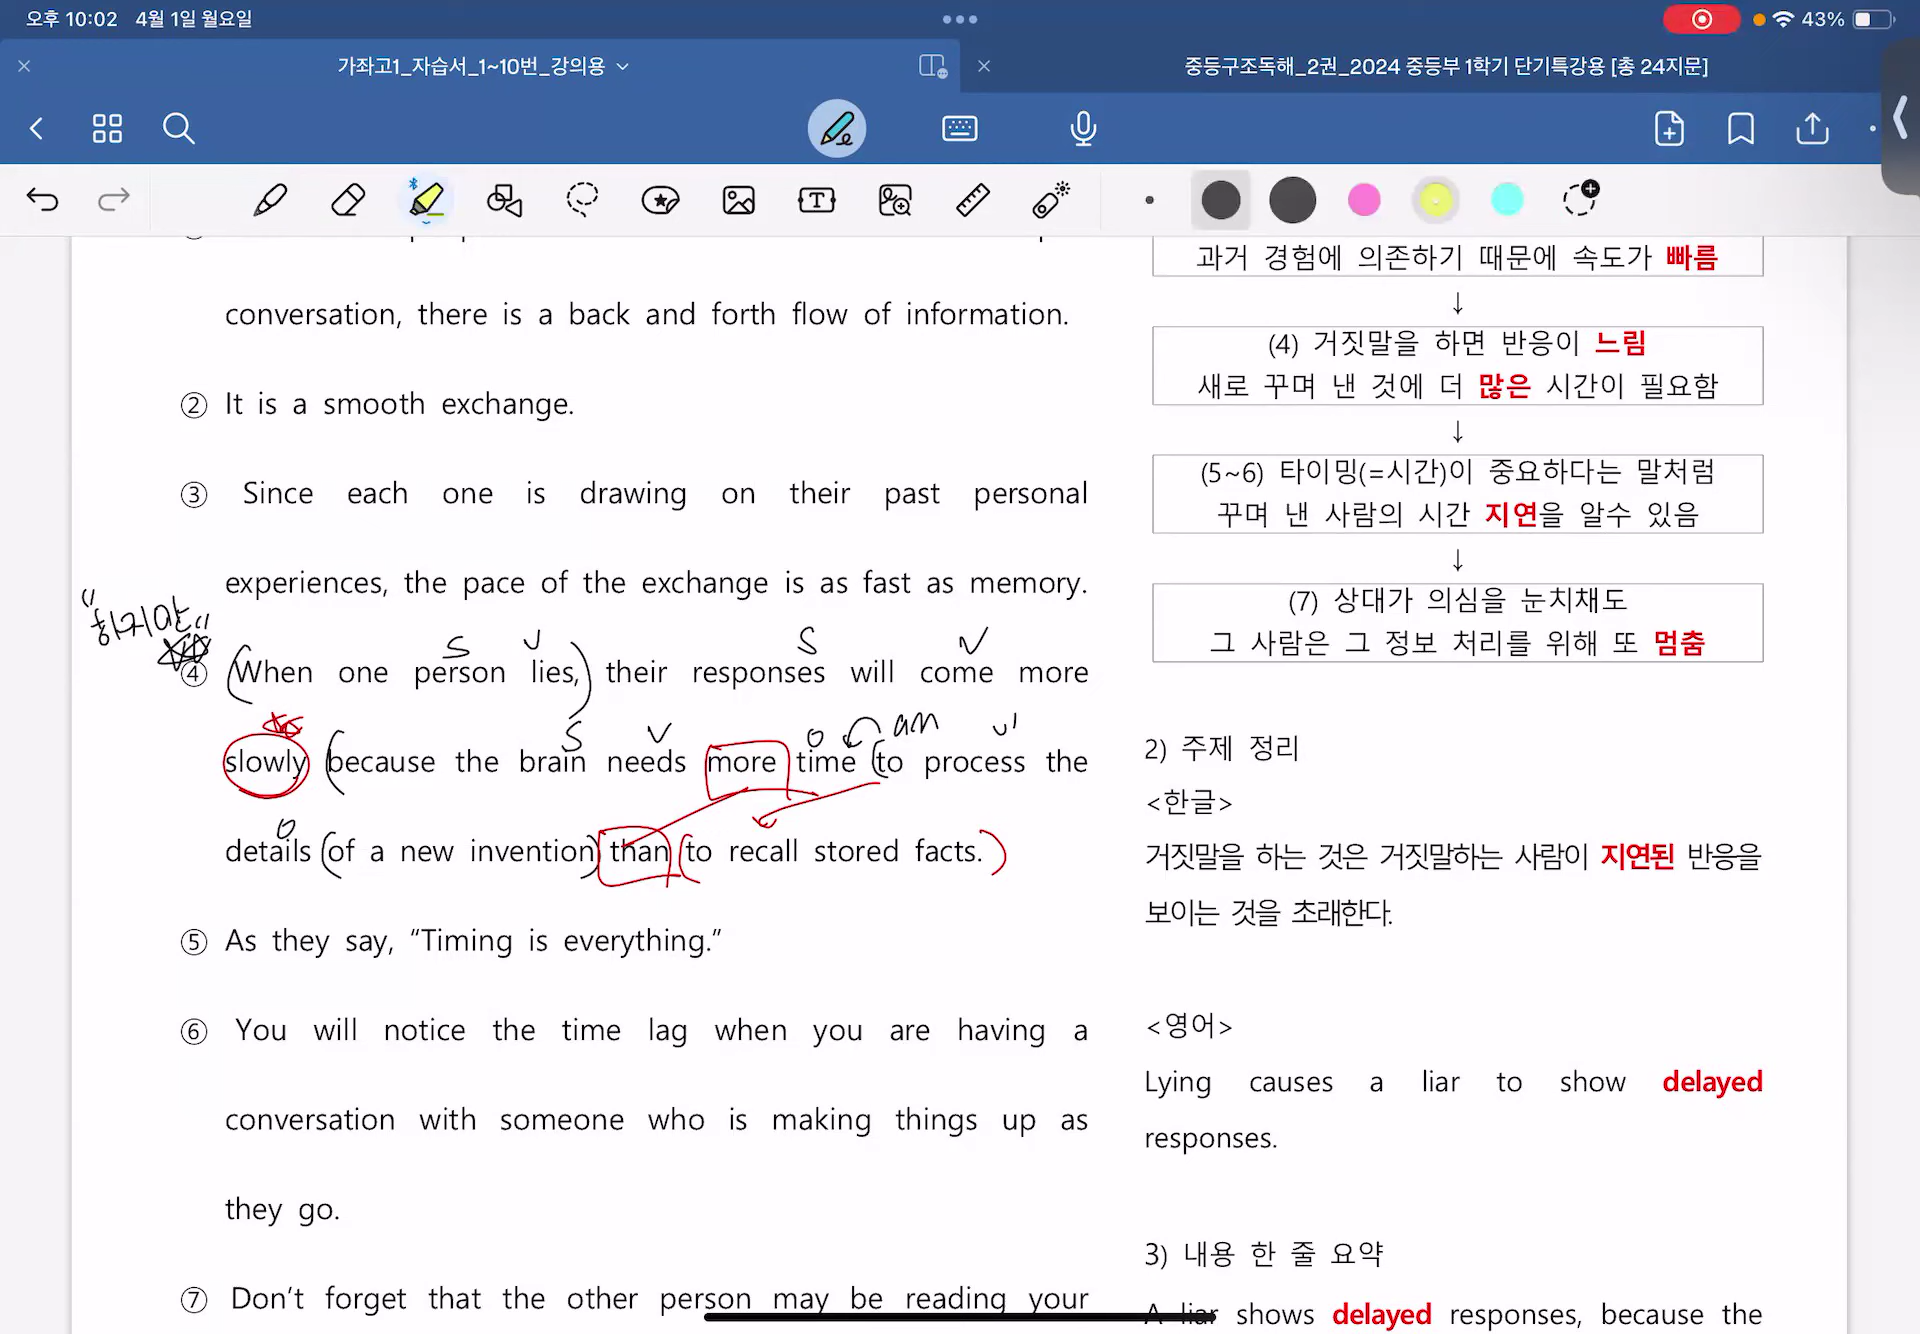 오후 10:02 4월 1일 월요일
43%
가좌고1_자습서_1~10번_강의용
중등구조독해_2권_2024 중등부 1학기 단기특강용 [총 24지문]
conversation, there is a back and forth flow of information.
② It is a smooth exchange.
③ Since each one is drawing on their past personal
experiences, the pace of the exchange is as fast as memory.
"하지만"
S V S V
④ (When one person lies,) their responses will come more
S V O an V'
slowly (because the brain needs more time (to process the
O
details (of a new invention) than (to recall stored facts.)
⑤ As they say, “Timing is everything.”
⑥ You will notice the time lag when you are having a
conversation with someone who is making things up as
they go.
⑦ Don’t forget that the other person may be reading your
과거 경험에 의존하기 때문에 속도가 빠름
↓
(4) 거짓말을 하면 반응이 느림
새로 꾸며 낸 것에 더 많은 시간이 필요함
↓
(5~6) 타이밍(=시간)이 중요하다는 말처럼
꾸며 낸 사람의 시간 지연을 알수 있음
↓
(7) 상대가 의심을 눈치채도
그 사람은 그 정보 처리를 위해 또 멈춤
2) 주제 정리
<한글>
거짓말을 하는 것은 거짓말하는 사람이 지연된 반응을
보이는 것을 초래한다.
<영어>
Lying causes a liar to show delayed
responses.
3) 내용 한 줄 요약
A liar shows delayed responses, because the